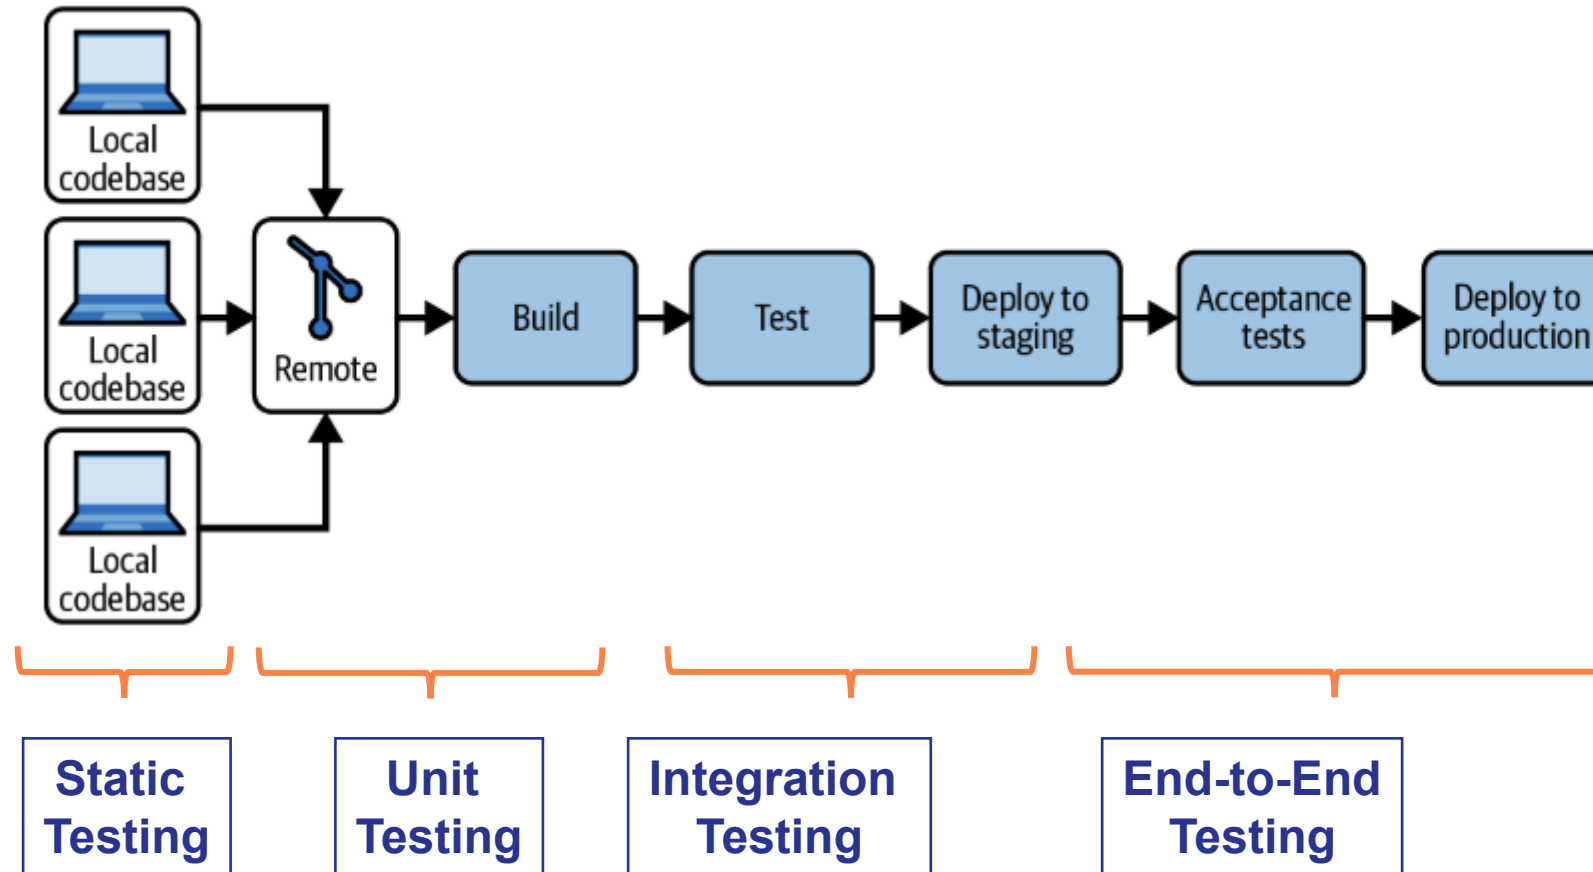 Local
codebase
Local
codebase
Local
codebase
Remote
Build
Test
Deploy to
staging
Acceptance
tests
Deploy to
production
Static
Testing
Unit
Testing
Integration
Testing
End-to-End
Testing